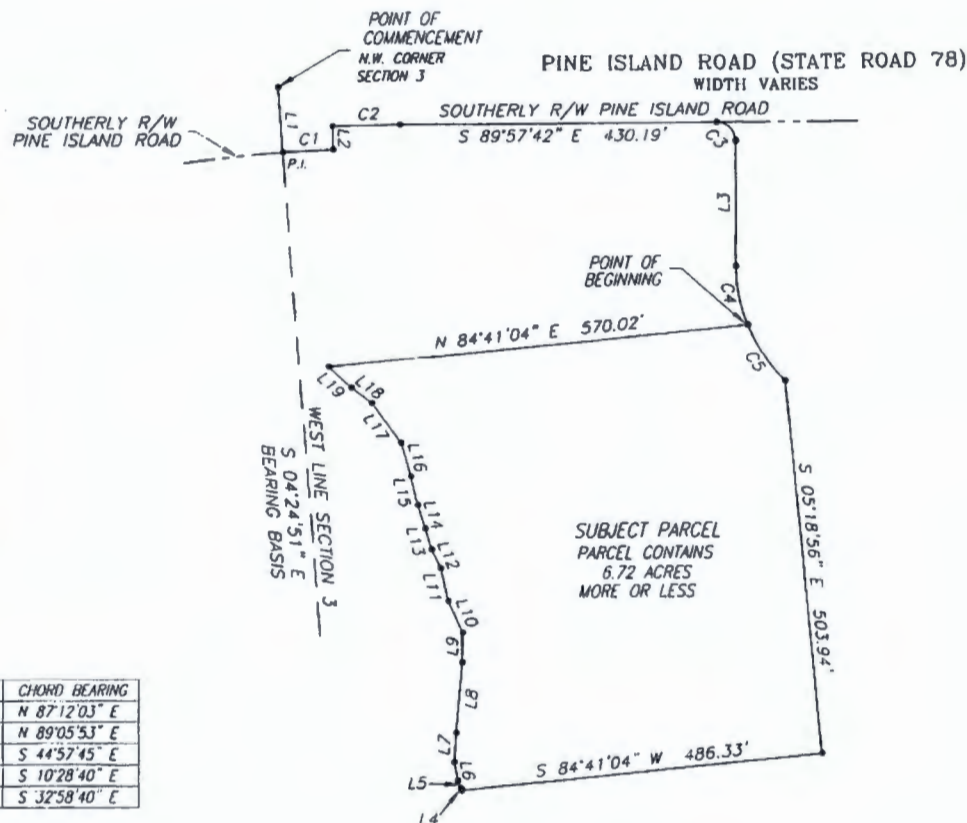 POINT OF
COMMENCEMENT
N.W. CORNER
SECTION 3
PINE ISLAND ROAD (STATE ROAD 78)
WIDTH VARIES
SOUTHERLY R/W
PINE ISLAND ROAD
L1
C1
L2
C2
SOUTHERLY R/W PINE ISLAND ROAD
S 89°57'42" E 430.19'
C3
P.I.
L3
POINT OF
BEGINNING
C4
N 84°41'04" E 570.02'
C5
L19
L18
L17
WEST LINE SECTION 3
S 04°24'51" E
BEARING BASIS
L16
L15
L14
L13
L12
L11
L10
L9
L8
L7
L6
L5
L4
SUBJECT PARCEL
PARCEL CONTAINS
6.72 ACRES
MORE OR LESS
S 05°18'56" E 503.94'
S 84°41'04" W 486.33'
CHORD BEARING
N 87°12'03" E
N 89°05'53" E
S 44°57'45" E
S 10°28'40" E
S 32°58'40" E